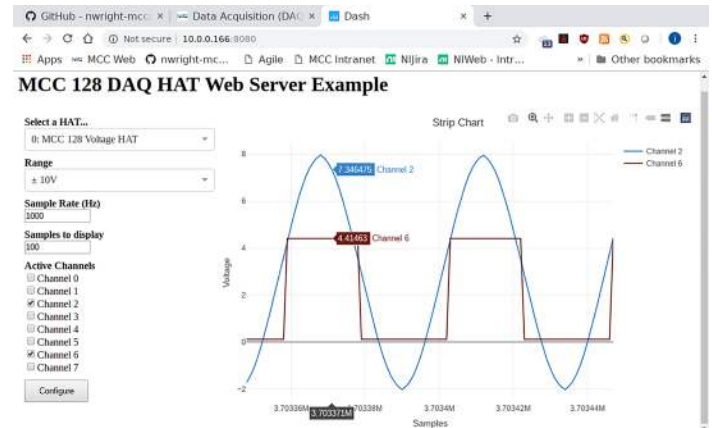 GitHub - nwright-mcc ×
Data Acquisition (DAQ ×
Dash ×
+
Not secure | 10.0.0.166:8080
Apps
MCC Web
nwright-mc...
Agile
MCC Intranet
NIJira
NIWeb - Intr...
»
Other bookmarks
MCC 128 DAQ HAT Web Server Example
Select a HAT...
0: MCC 128 Voltage HAT
Range
± 10V
Sample Rate (Hz)
1000
Samples to display
100
Active Channels
Channel 0
Channel 1
Channel 2
Channel 3
Channel 4
Channel 5
Channel 6
Channel 7
Configure
Strip Chart
Channel 2
Channel 6
7.346475 Channel 2
4.41463 Channel 6
Voltage
8
6
4
2
0
−2
3.70336M
3.703371M
3.70338M
3.7034M
3.70342M
3.70344M
Samples